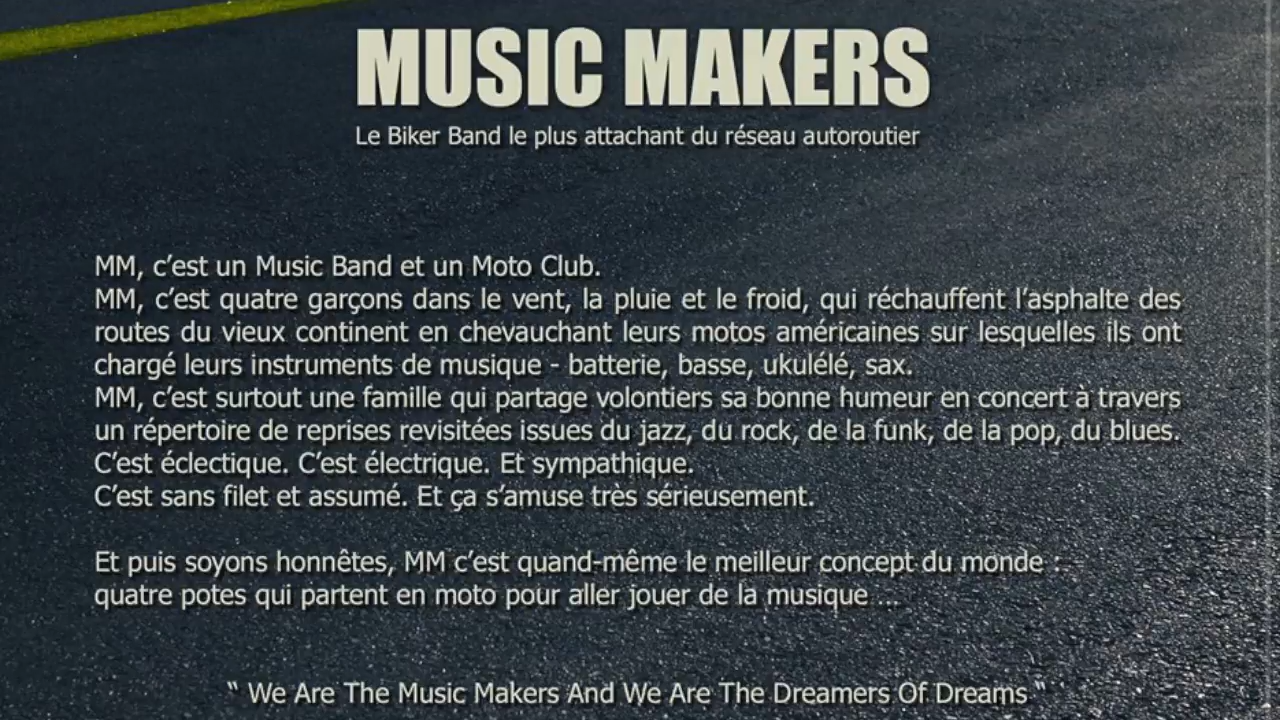 MUSIC MAKERS
Le Biker Band le plus attachant du réseau autoroutier
MM, c’est un Music Band et un Moto Club.
MM, c’est quatre garçons dans le vent, la pluie et le froid, qui réchauffent l’asphalte des
routes du vieux continent en chevauchant leurs motos américaines sur lesquelles ils ont
chargé leurs instruments de musique - batterie, basse, ukulélé, sax.
MM, c’est surtout une famille qui partage volontiers sa bonne humeur en concert à travers
un répertoire de reprises revisitées issues du jazz, du rock, de la funk, de la pop, du blues.
C’est éclectique. C’est électrique. Et sympathique.
C’est sans filet et assumé. Et ça s’amuse très sérieusement.
Et puis soyons honnêtes, MM c’est quand-même le meilleur concept du monde :
quatre potes qui partent en moto pour aller jouer de la musique ...
“ We Are The Music Makers And We Are The Dreamers Of Dreams “